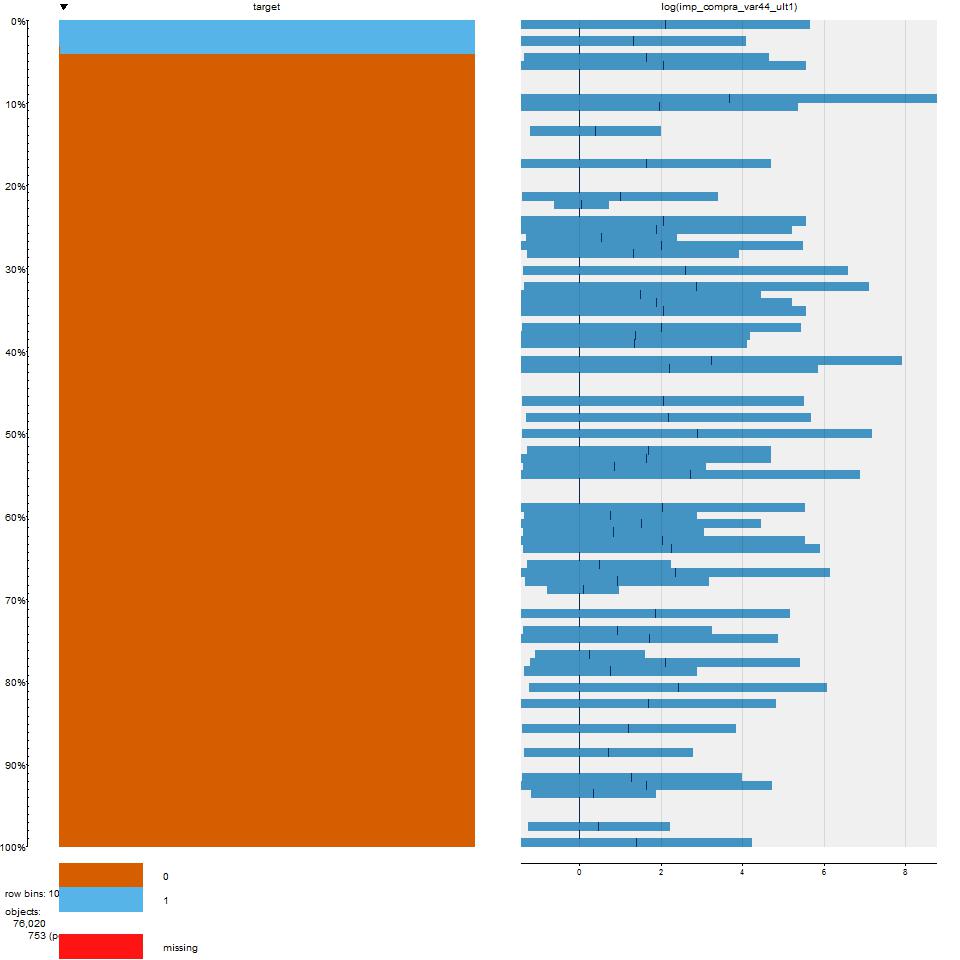 target
log(imp_compra_var44_ult1)
0%
10%
20%
30%
40%
50%
60%
70%
80%
90%
100%
0 2 4 6 8
0
row bins: 10
1
objects:
76,020
753 (p
missing